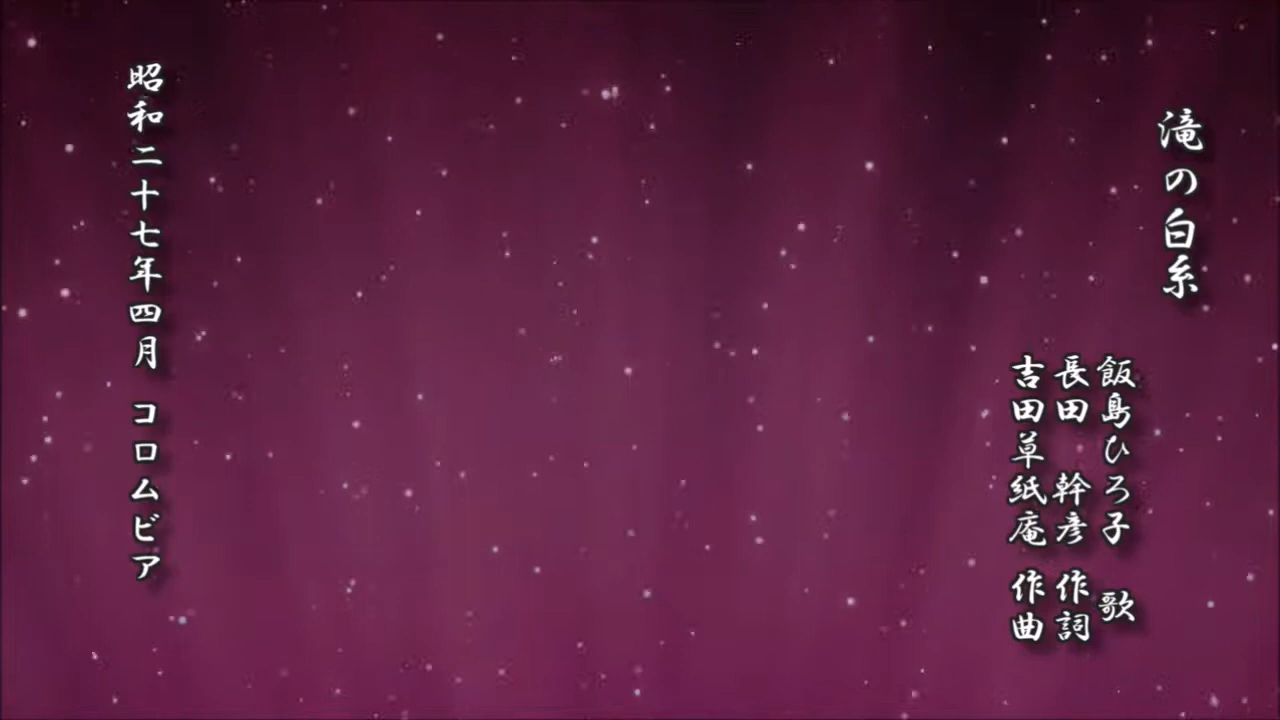 滝の白糸
飯島ひろ子 歌
長田 幹彦 作詞
吉田草紙庵 作曲
昭和二十七年四月 コロムビア